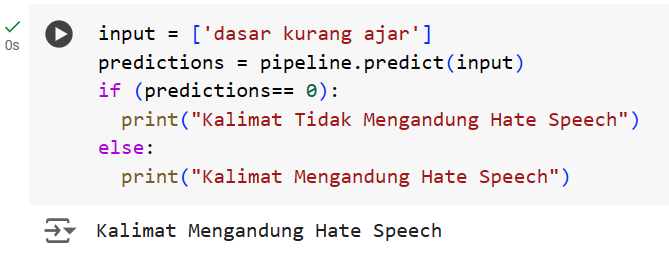 input = ['dasar kurang ajar']
predictions = pipeline.predict(input)
if (predictions== 0):
  print("Kalimat Tidak Mengandung Hate Speech")
else:
  print("Kalimat Mengandung Hate Speech")
0s
Kalimat Mengandung Hate Speech